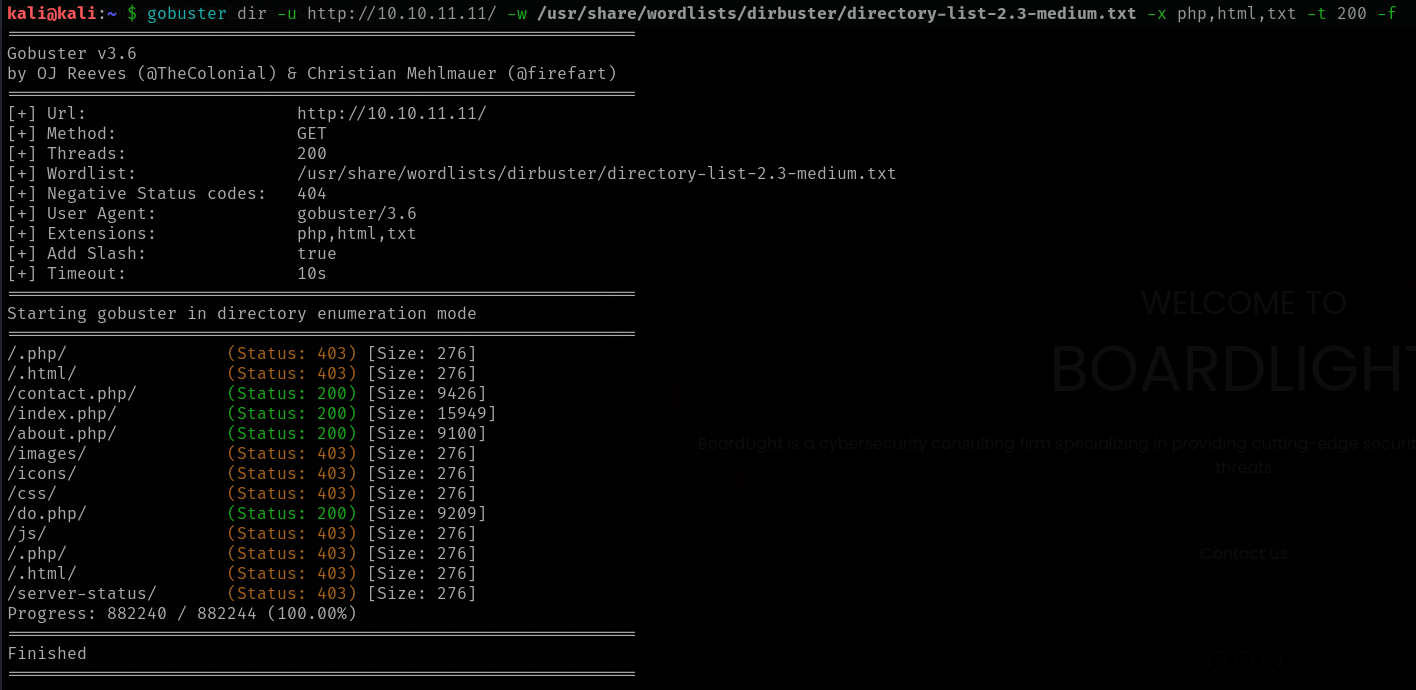 kali@kali:~ $ gobuster dir -u http://10.10.11.11/ -w /usr/share/wordlists/dirbuster/directory-list-2.3-medium.txt -x php,html,txt -t 200 -f
===============================================================
Gobuster v3.6
by OJ Reeves (@TheColonial) & Christian Mehlmauer (@firefart)
===============================================================
[+] Url:                     http://10.10.11.11/
[+] Method:                  GET
[+] Threads:                 200
[+] Wordlist:                /usr/share/wordlists/dirbuster/directory-list-2.3-medium.txt
[+] Negative Status codes:   404
[+] User Agent:              gobuster/3.6
[+] Extensions:              php,html,txt
[+] Add Slash:               true
[+] Timeout:                 10s
===============================================================
Starting gobuster in directory enumeration mode
===============================================================
/.php/                (Status: 403) [Size: 276]
/.html/               (Status: 403) [Size: 276]
/contact.php/         (Status: 200) [Size: 9426]
/index.php/           (Status: 200) [Size: 15949]
/about.php/           (Status: 200) [Size: 9100]
/images/              (Status: 403) [Size: 276]
/icons/               (Status: 403) [Size: 276]
/css/                 (Status: 403) [Size: 276]
/do.php/              (Status: 200) [Size: 9209]
/js/                  (Status: 403) [Size: 276]
/.php/                (Status: 403) [Size: 276]
/.html/               (Status: 403) [Size: 276]
/server-status/       (Status: 403) [Size: 276]
Progress: 882240 / 882244 (100.00%)
===============================================================
Finished
===============================================================
WELCOME TO
BOARDLIGHT
BoardLight is a cybersecurity consulting firm specializing in providing cutting-edge securit
threats
Contact us